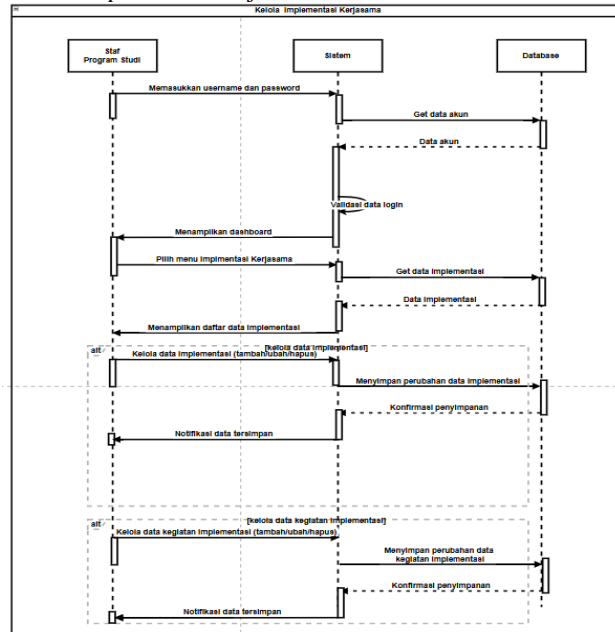 Kelola Implementasi Kerjasama
Staf
Program Studi
Sistem
Database
Memasukkan username dan password
Get data akun
Data akun
Validasi data login
Menampilkan dashboard
Pilih menu Implmentasi Kerjasama
Get data implementasi
Data implementasi
Menampilkan daftar data implementasi
alt
[kelola data implementasi]
Kelola data implementasi (tambah/ubah/hapus)
Menyimpan perubahan data implementasi
Konfirmasi penyimpanan
Notifikasi data tersimpan
alt
[kelola data kegiatan implementasi]
Kelola data kegiatan implementasi (tambah/ubah/hapus)
Menyimpan perubahan data
kegiatan implementasi
Konfirmasi penyimpanan
Notifikasi data tersimpan